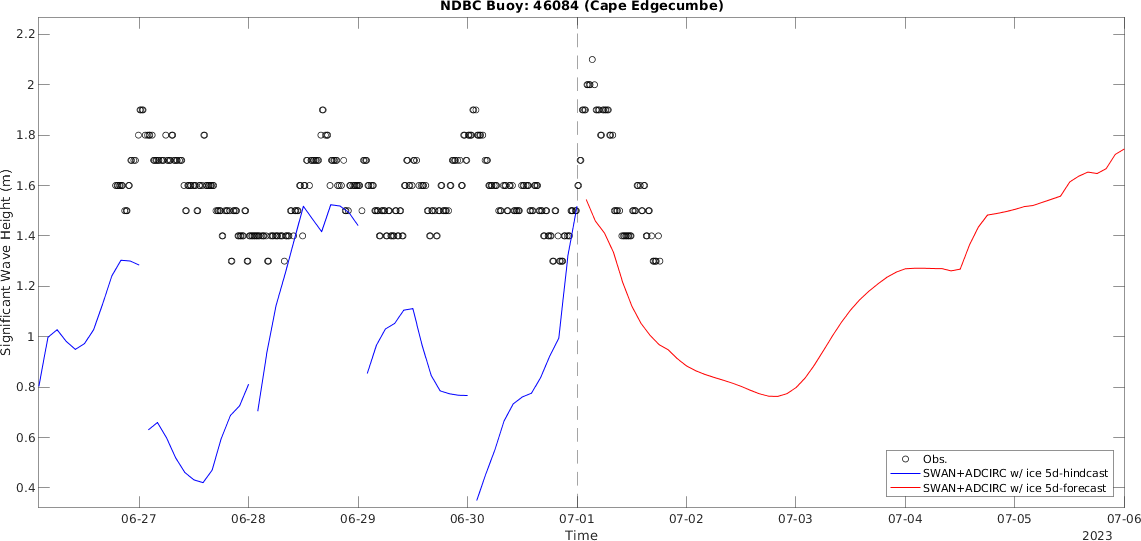 NDBC Buoy: 46084 (Cape Edgecumbe)
2.2
2
1.8
1.6
1.4
1.2
1
0.8
0.6
0.4
Significant Wave Height (m)
Obs.
SWAN+ADCIRC w/ ice 5d-hindcast
SWAN+ADCIRC w/ ice 5d-forecast
06-27 06-28 06-29 06-30 07-01 07-02 07-03 07-04 07-05 07-06
Time
2023